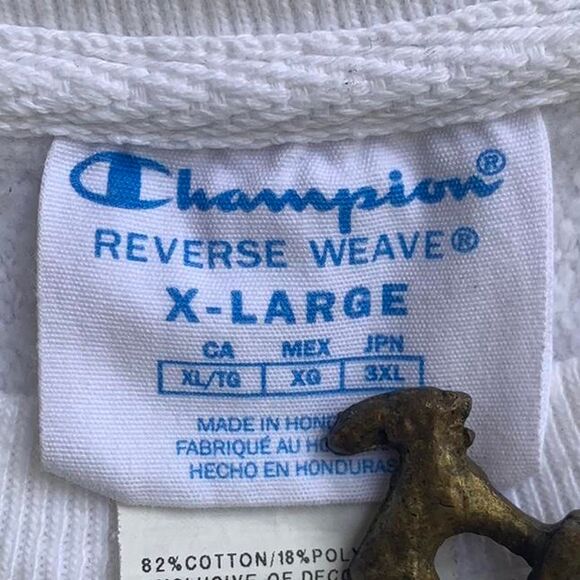 Champion®
REVERSE WEAVE®
X-LARGE
CA MEX JPN
XL/TG XG 3XL
MADE IN
FABRIQUÉ AU
HECHO EN HONDURAS
82%COTTON/18%POLY
OF